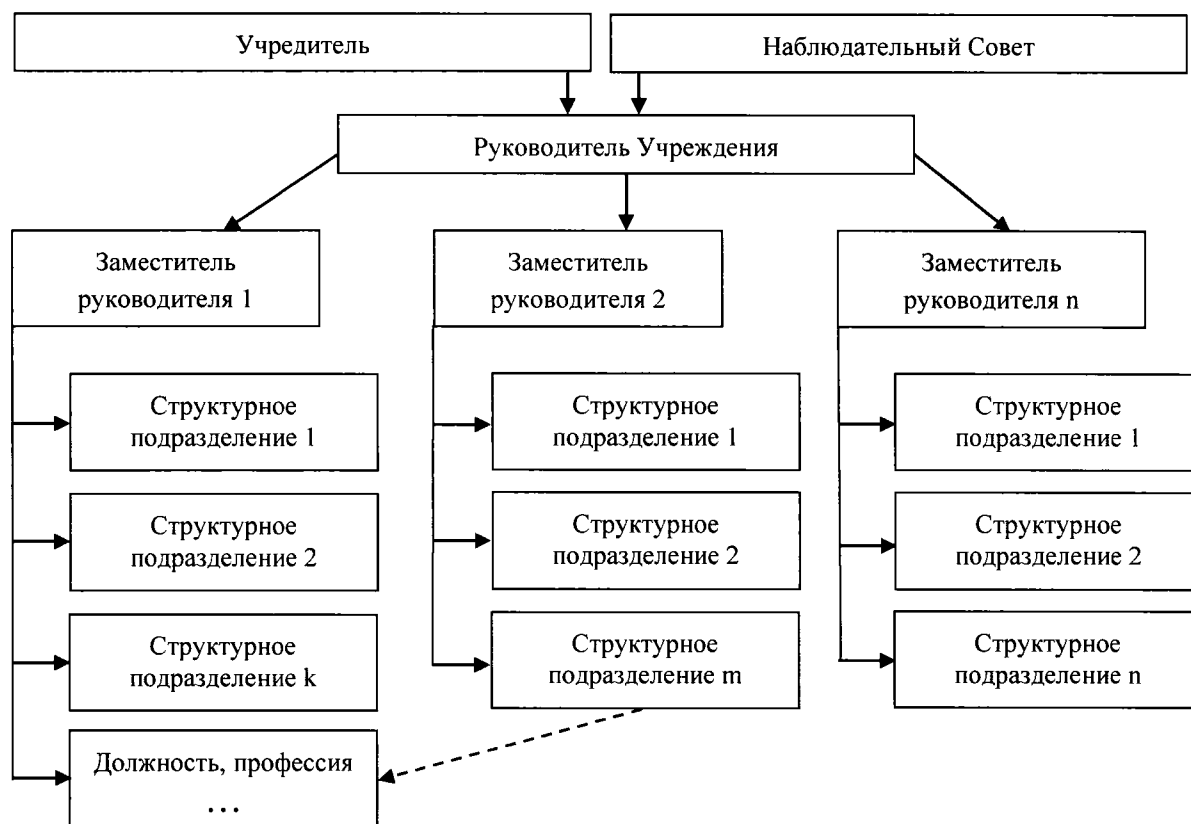 Учредитель
Наблюдательный Совет
Руководитель Учреждения
Заместитель
руководителя 1
Заместитель
руководителя 2
Заместитель
руководителя n
Структурное
подразделение 1
Структурное
подразделение 1
Структурное
подразделение 1
Структурное
подразделение 2
Структурное
подразделение 2
Структурное
подразделение 2
Структурное
подразделение k
Структурное
подразделение m
Структурное
подразделение n
Должность, профессия
...